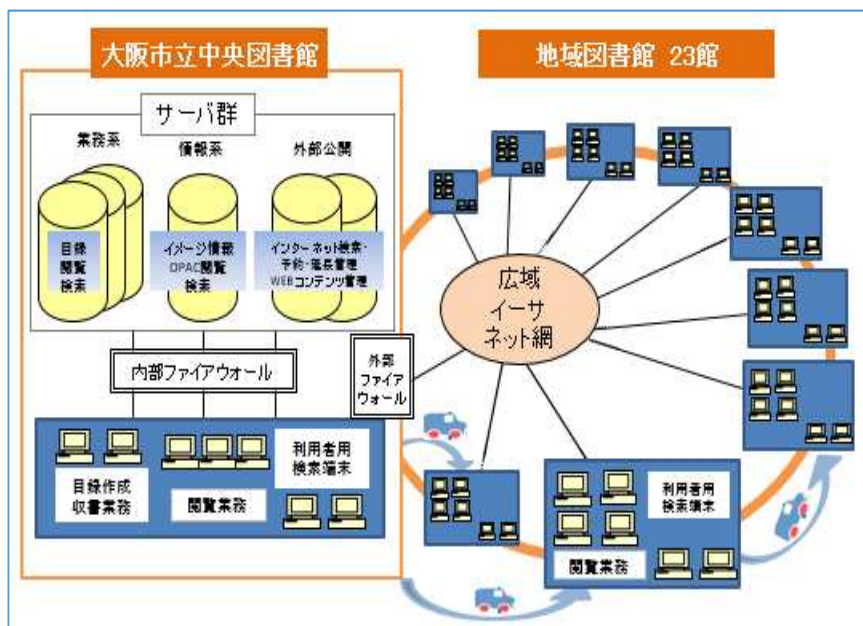 大阪市立中央図書館
地域図書館 23館
サーバ群
業務系
情報系
外部公開
目録
閲覧
検索
イメージ情報
OPAC閲覧
検索
インターネット検索・
予約・延長管理
WEBコンテンツ管理
内部ファイアウォール
外部
ファイア
ウォール
広域
イーサ
ネット網
目録作成
収書業務
閲覧業務
利用者用
検索端末
利用者用
検索端末
閲覧業務